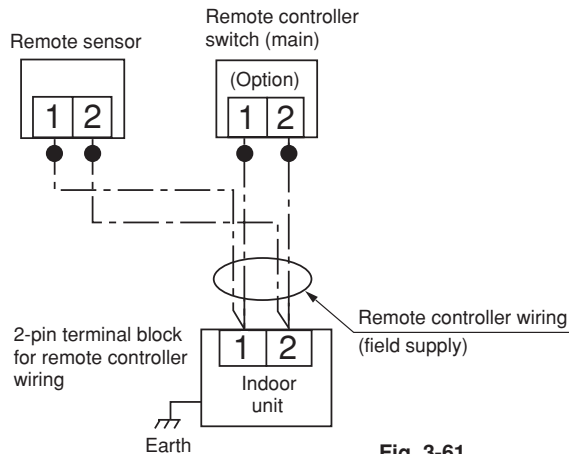 Remote controller
switch (main)
Remote sensor
(Option)
1 2
1 2
Remote controller wiring
(field supply)
2-pin terminal block
for remote controller
wiring
1 2
Indoor
unit
Earth
Fig. 3-61